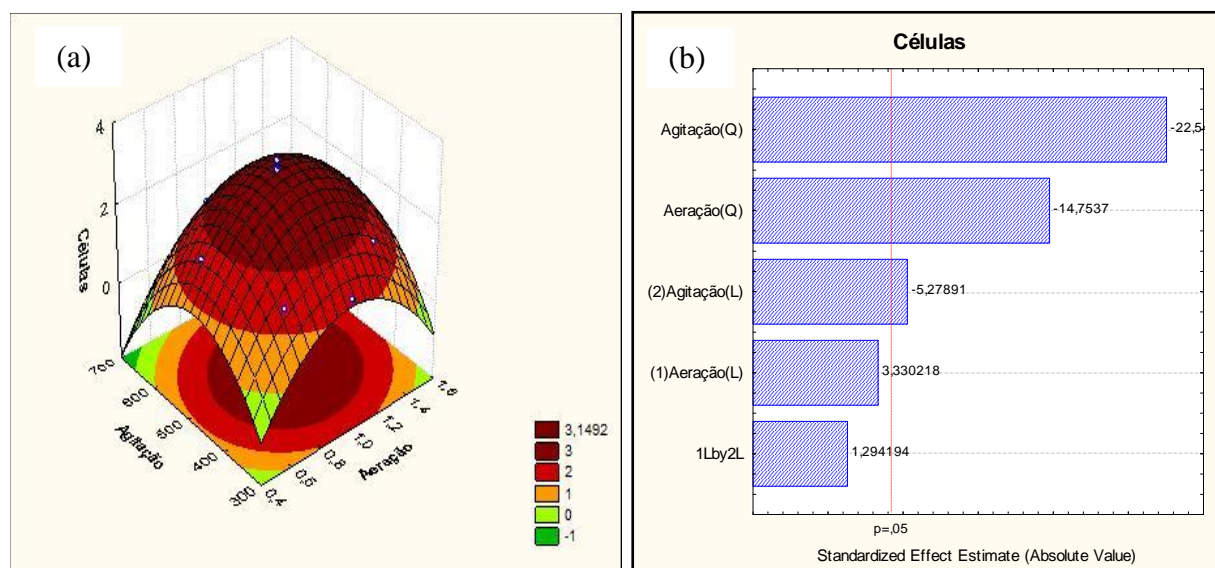 (a)
4
2
0
Células
700
600
500
400
300
Agitação
0,4
0,6
0,8
1,0
1,2
1,4
1,6
Aeração
3,1492
3
2
1
0
-1
(b)
Células
Agitação(Q)
-22,5
Aeração(Q)
-14,7537
(2)Agitação(L)
-5,27891
(1)Aeração(L)
3,330218
1Lby2L
1,294194
p=,05
Standardized Effect Estimate (Absolute Value)